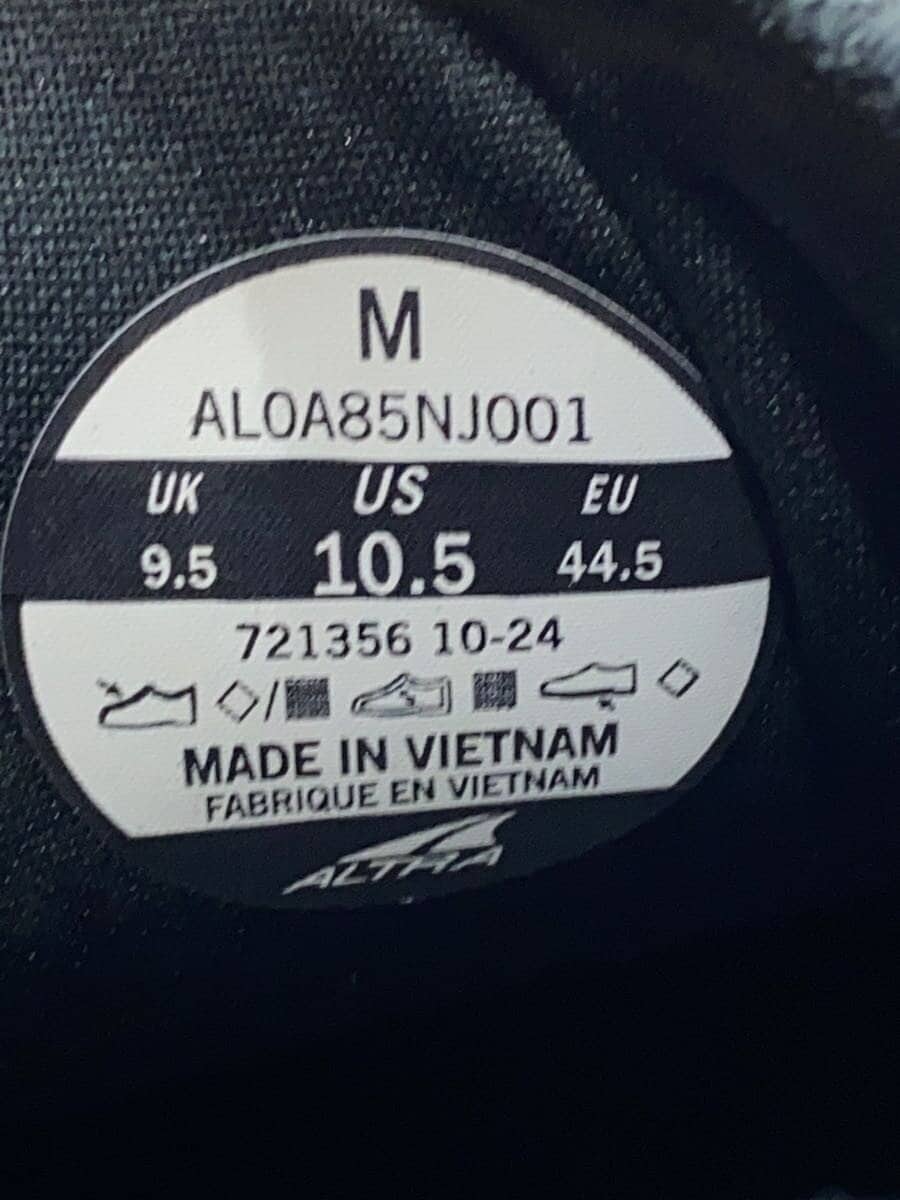 M
AL0A85NJ001
UK US EU
9.5 10.5 44.5
721356 10-24
/
MADE IN VIETNAM
FABRIQUE EN VIETNAM
ALTRA